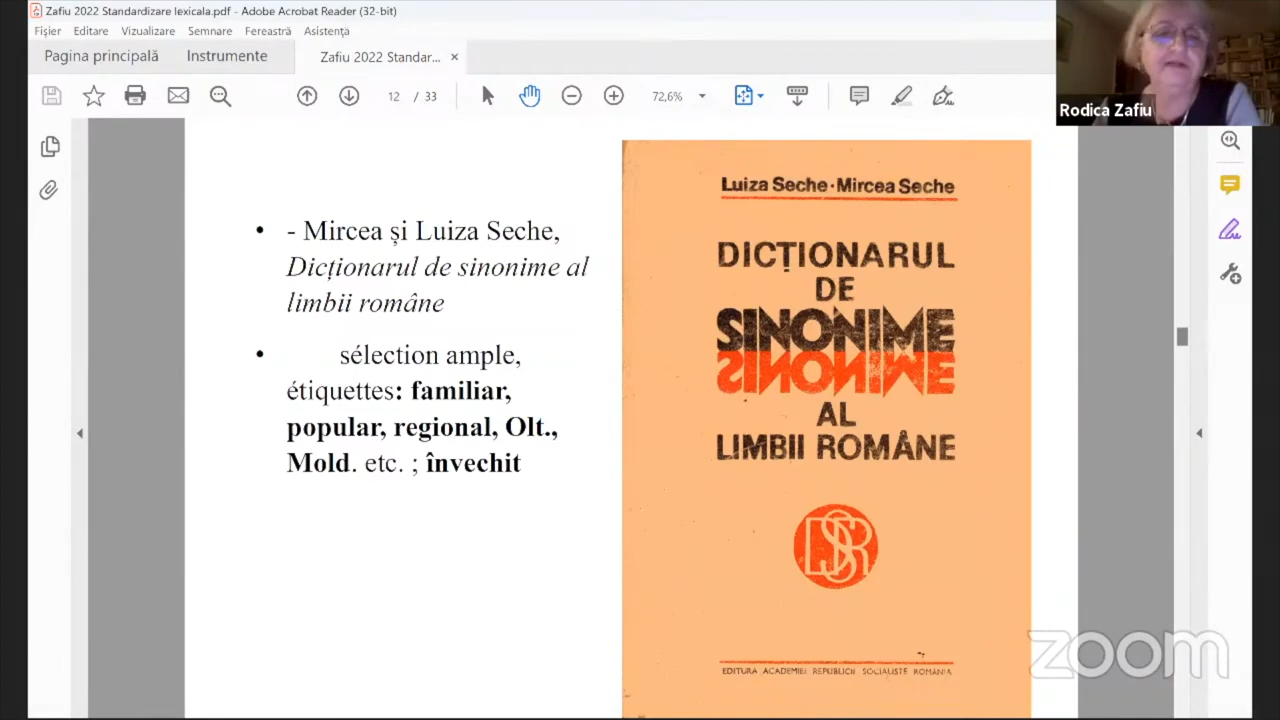 Zafiu 2022 Standardizare lexicala.pdf - Adobe Acrobat Reader (32-bit)
Fișier Editare Vizualizare Semnare Fereastră Asistență
Pagina principală Instrumente Zafiu 2022 Standar... ×
12 / 33 72,6%
Rodica Zafiu
• - Mircea și Luiza Seche,
Dicționarul de sinonime al
limbii române
• sélection ample,
étiquettes: familiar,
popular, regional, Olt.,
Mold. etc. ; învechit
Luiza Seche · Mircea Seche
DICȚIONARUL
DE
SINONIME
SINONIME
AL
LIMBII ROMÂNE
DSR
EDITURA ACADEMIEI REPUBLICII SOCIALISTE ROMÂNIA
zoom